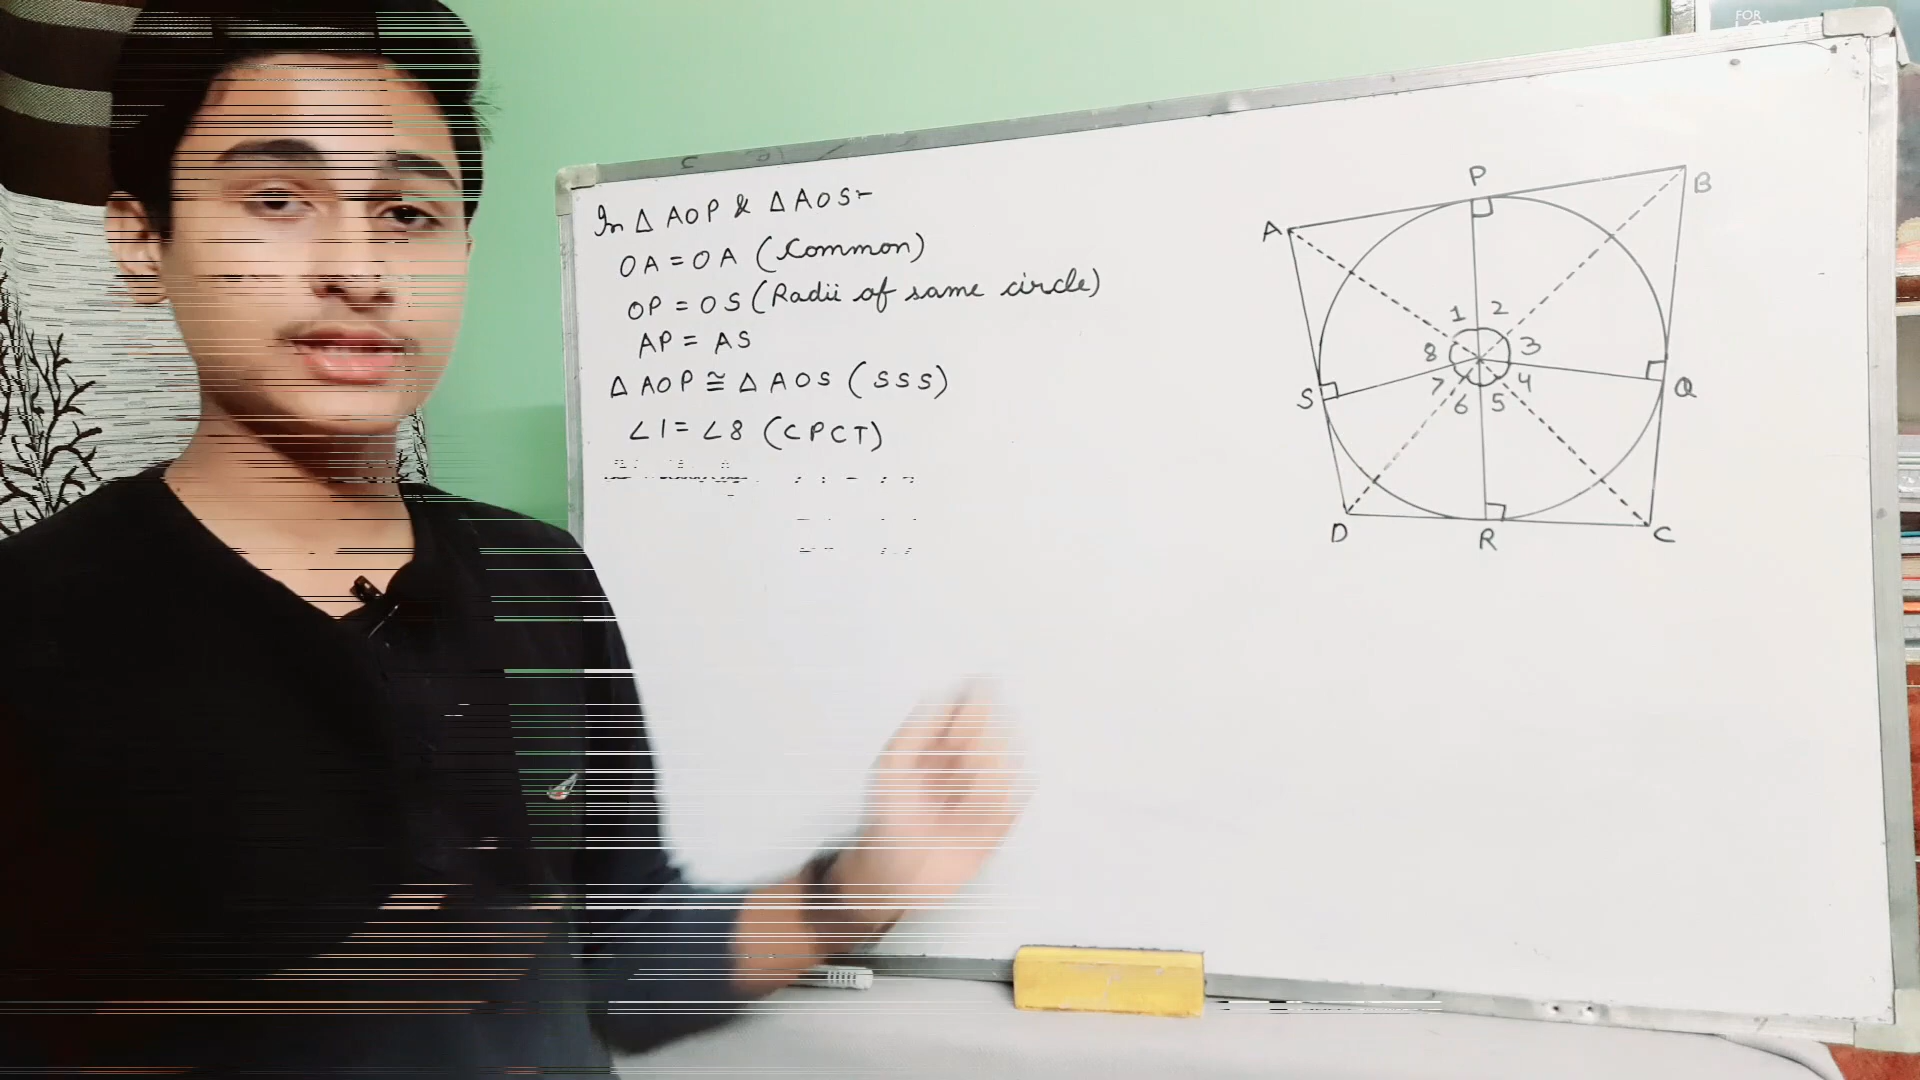 In △ AOP & △ AOS :-
OA = OA (Common)
OP = OS (Radii of same circle)
AP = AS
△ AOP ≅ △ AOS (SSS)
∠1 = ∠8 (CPCT)
FOR
P
B
A
1 2
8 3
7 4
6 5
S
Q
D
R
C